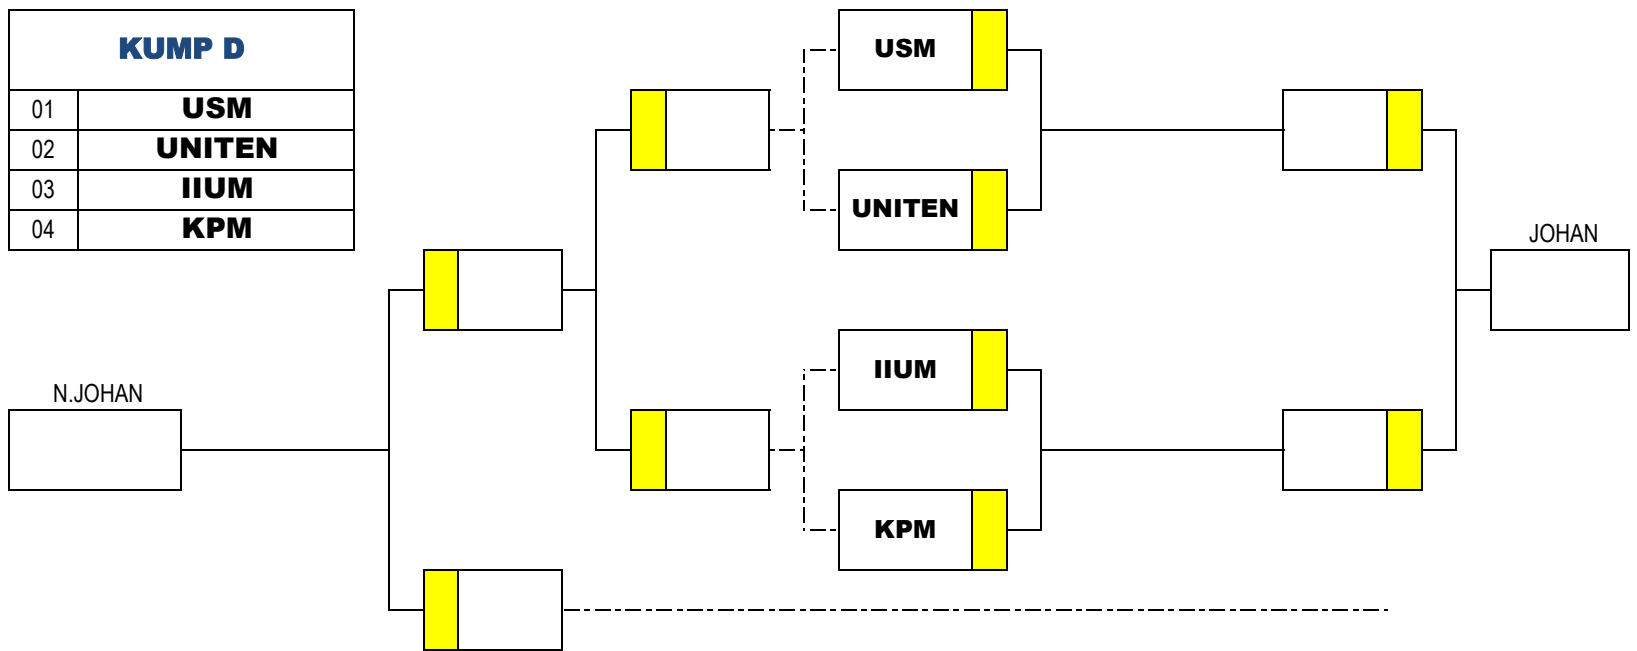 KUMP D
01 USM
02 UNITEN
03 IIUM
04 KPM
USM
UNITEN
JOHAN
IIUM
N.JOHAN
KPM